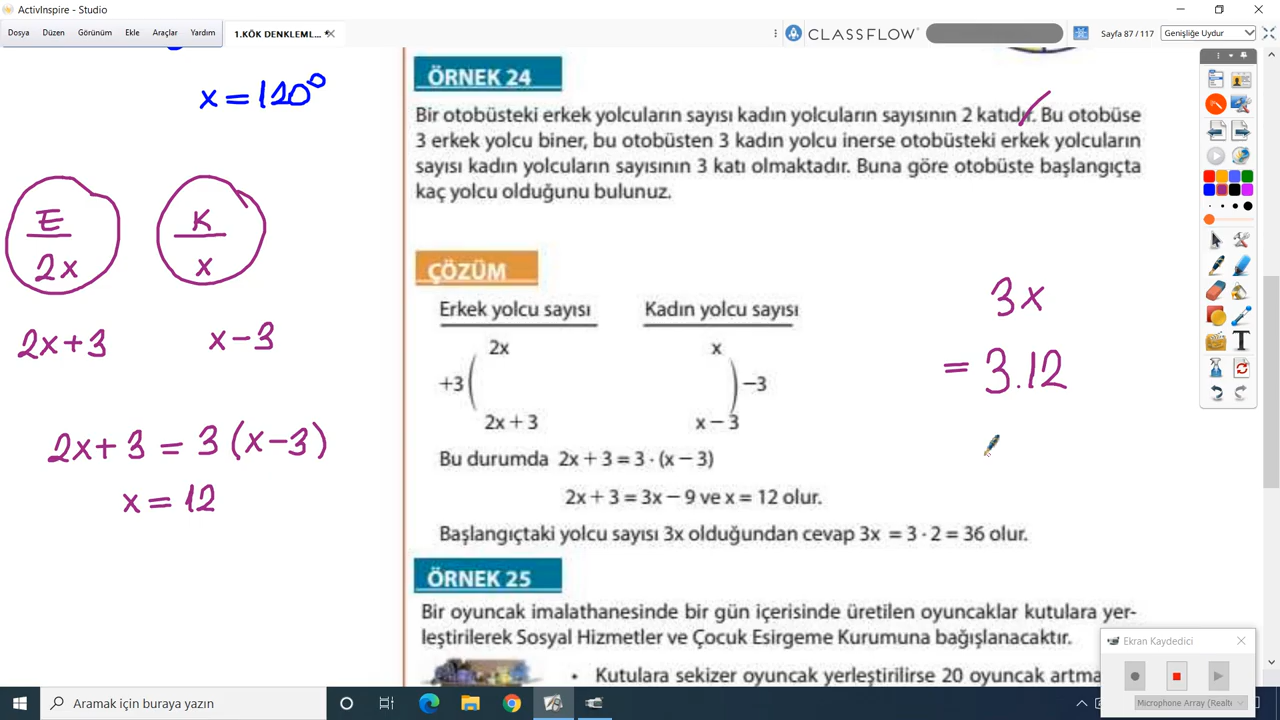 ActivInspire - Studio
Dosya Düzen Görünüm Ekle Araçlar Yardım
1.KÖK DENKLEML...
CLASSFLOW
Sayfa 87 / 117
Genişliğe Uydur
x = 120°
E
2x
K
x
2x+3
x-3
2x+3 = 3(x-3)
x = 12
ÖRNEK 24
Bir otobüsteki erkek yolcuların sayısı kadın yolcuların sayısının 2 katıdır. Bu otobüse
3 erkek yolcu biner, bu otobüsten 3 kadın yolcu inerse otobüsteki erkek yolcuların
sayısı kadın yolcuların sayısının 3 katı olmaktadır. Buna göre otobüste başlangıçta
kaç yolcu olduğunu bulunuz.
ÇÖZÜM
Erkek yolcu sayısı Kadın yolcu sayısı
2x x
+3 ( ) −3
2x + 3 x − 3
Bu durumda 2x + 3 = 3 · (x − 3)
2x + 3 = 3x − 9 ve x = 12 olur.
Başlangıçtaki yolcu sayısı 3x olduğundan cevap 3x = 3 · 2 = 36 olur.
3x
= 3.12
ÖRNEK 25
Bir oyuncak imalathanesinde bir gün içerisinde üretilen oyuncaklar kutulara yer-
leştirilerek Sosyal Hizmetler ve Çocuk Esirgeme Kurumuna bağışlanacaktır.
• Kutulara sekizer oyuncak yerleştirilirse 20 oyuncak artma
Ekran Kaydedici
Microphone Array (Realt
Aramak için buraya yazın